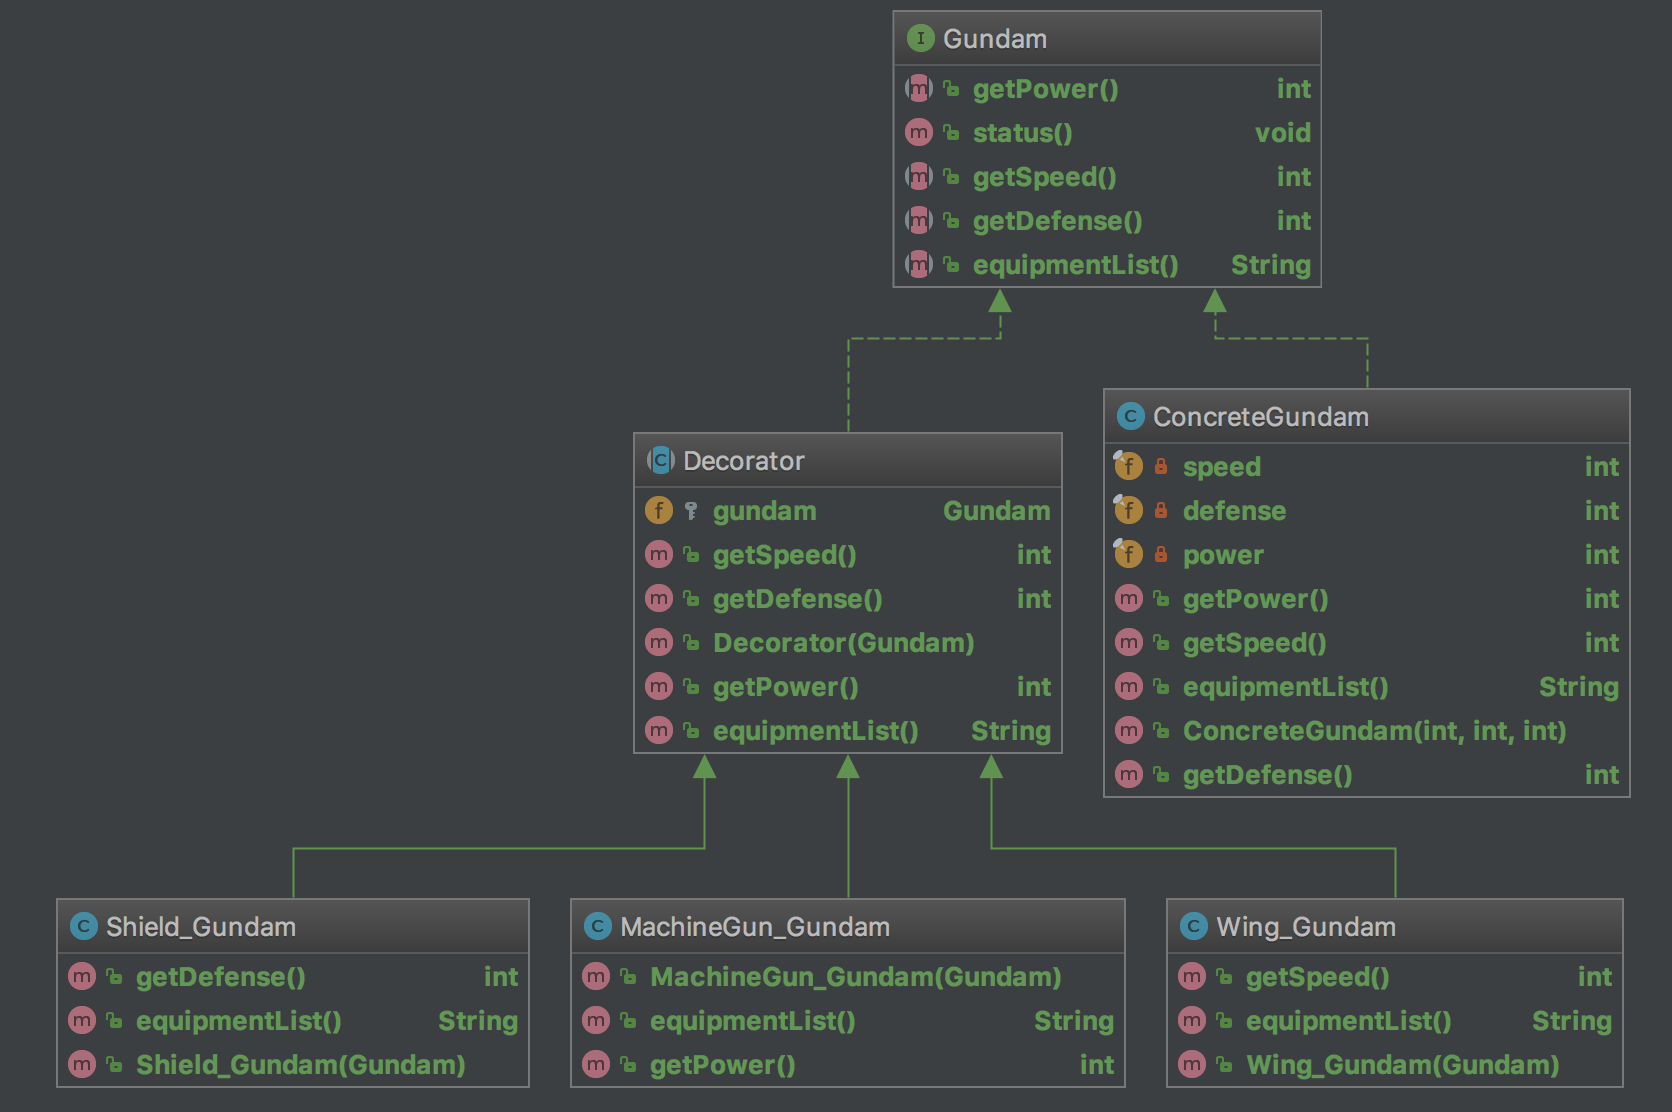 Gundam
getPower() int
status() void
getSpeed() int
getDefense() int
equipmentList() String
Decorator
gundam Gundam
getSpeed() int
getDefense() int
Decorator(Gundam)
getPower() int
equipmentList() String
ConcreteGundam
speed int
defense int
power int
getPower() int
getSpeed() int
equipmentList() String
ConcreteGundam(int, int, int)
getDefense() int
Shield_Gundam
getDefense() int
equipmentList() String
Shield_Gundam(Gundam)
MachineGun_Gundam
MachineGun_Gundam(Gundam)
equipmentList() String
getPower() int
Wing_Gundam
getSpeed() int
equipmentList() String
Wing_Gundam(Gundam)